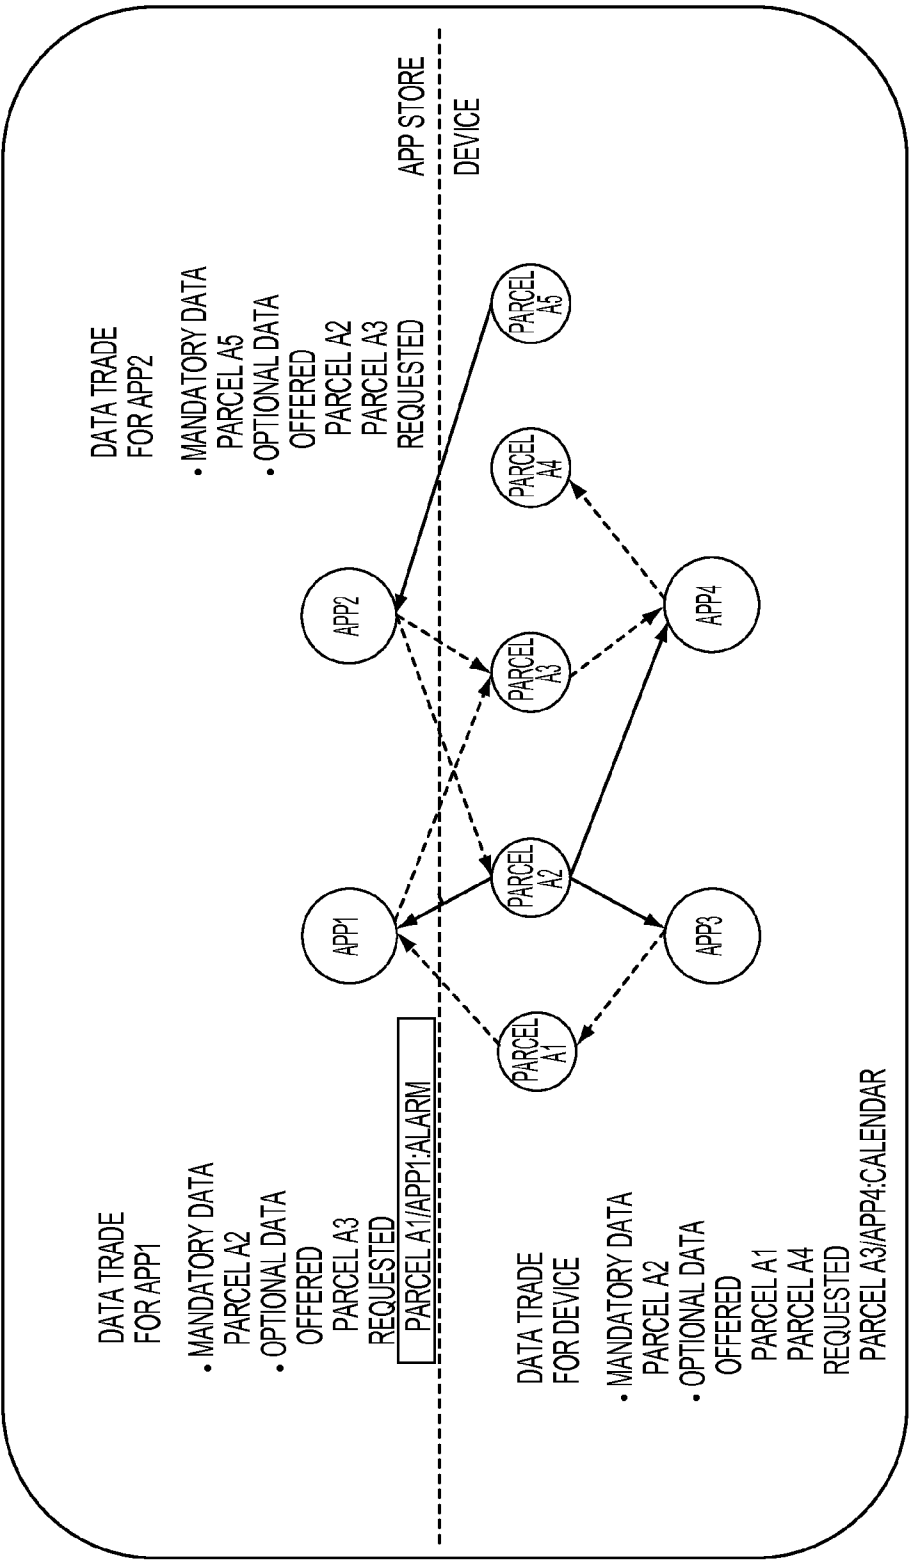 DATA TRADE
FOR APP1
• MANDATORY DATA
PARCEL A2
• OPTIONAL DATA
OFFERED
PARCEL A3
REQUESTED
PARCEL A1/APP1:ALARM
DATA TRADE
FOR APP2
• MANDATORY DATA
PARCEL A5
• OPTIONAL DATA
OFFERED
PARCEL A2
PARCEL A3
REQUESTED
APP1
APP2
APP STORE
DEVICE
PARCEL
A1
PARCEL
A2
PARCEL
A3
PARCEL
A4
PARCEL
A5
APP3
APP4
DATA TRADE
FOR DEVICE
• MANDATORY DATA
PARCEL A2
• OPTIONAL DATA
OFFERED
PARCEL A1
PARCEL A4
REQUESTED
PARCEL A3/APP4:CALENDAR